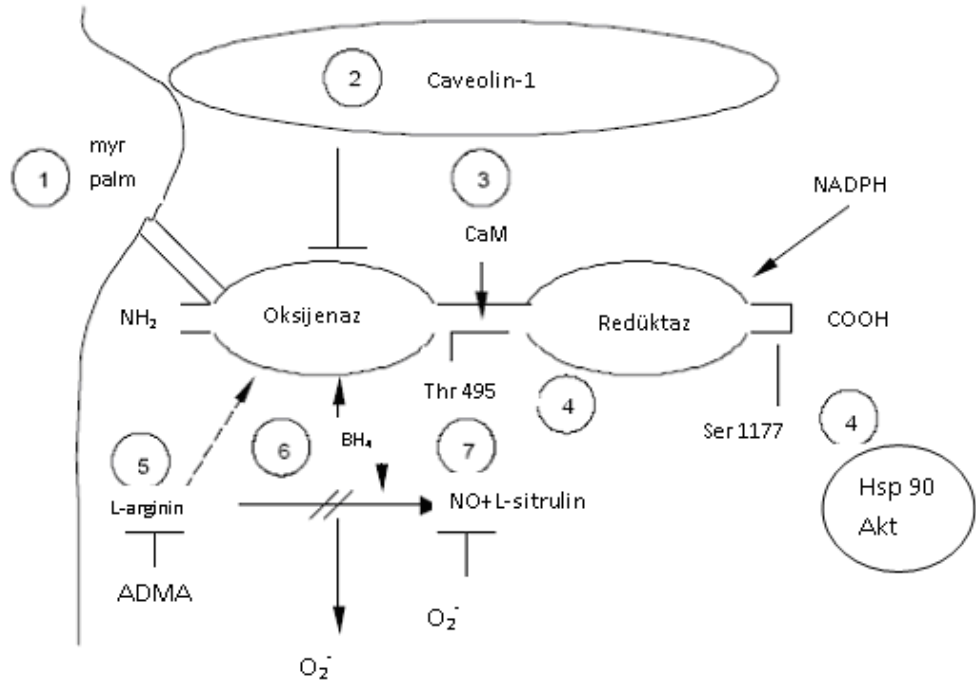 2
Caveolin-1
1
myr
palm
3
CaM
NADPH
NH₂
Oksijenaz
Redüktaz
COOH
Thr 495
4
Ser 1177
4
5
6
BH₄
7
L-arginin
NO+L-sitrulin
Hsp 90
Akt
ADMA
O₂⁻
O₂⁻